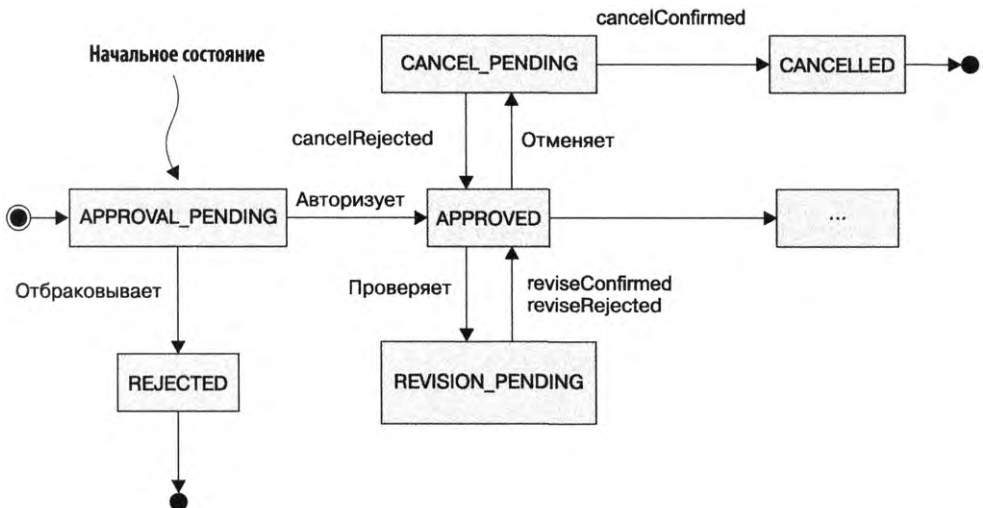 cancelConfirmed
Начальное состояние
CANCEL_PENDING
CANCELLED
cancelRejected
Отменяет
APPROVAL_PENDING
Авторизует
APPROVED
...
Отбраковывает
Проверяет
reviseConfirmed
reviseRejected
REJECTED
REVISION_PENDING